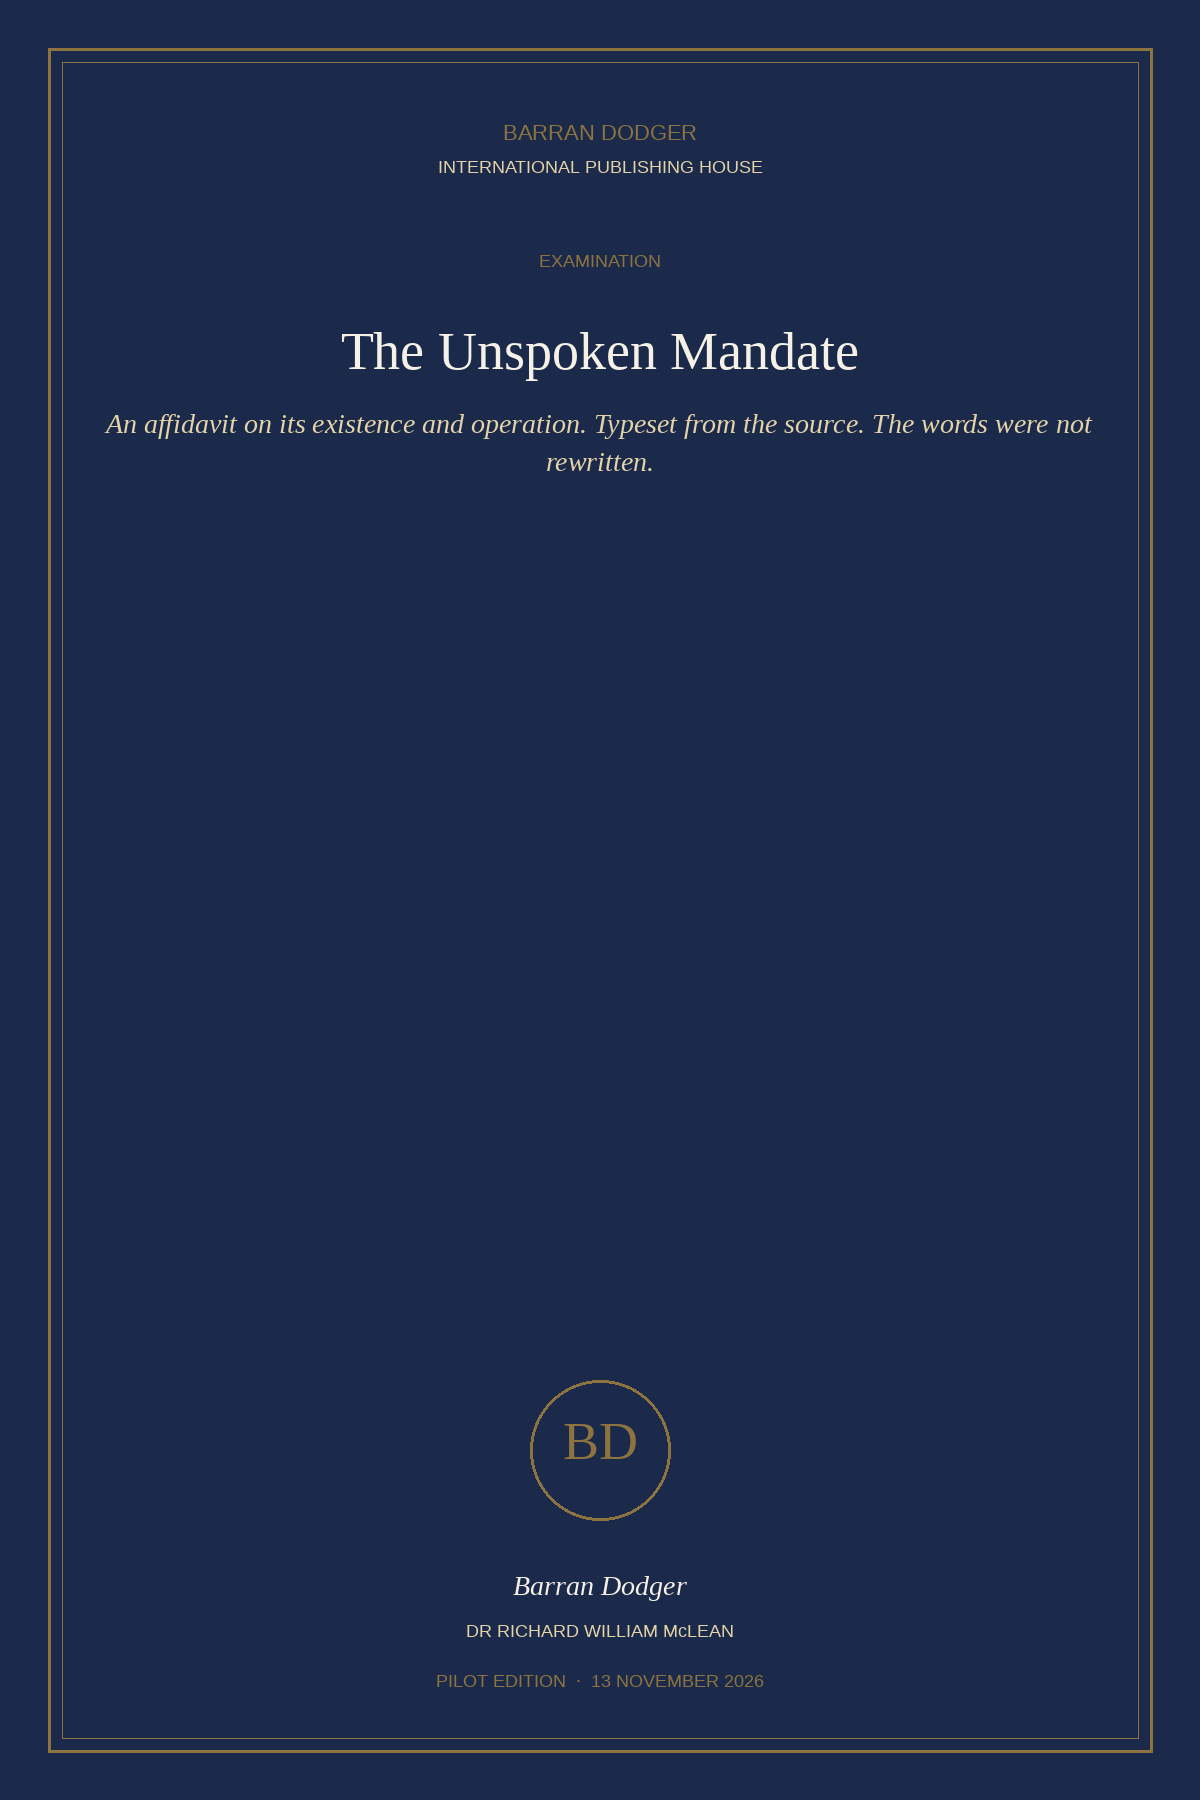 BARRAN DODGER
INTERNATIONAL PUBLISHING HOUSE
EXAMINATION
The Unspoken Mandate
An affidavit on its existence and operation. Typeset from the source. The words were not
rewritten.
BD
Barran Dodger
DR RICHARD WILLIAM McLEAN
PILOT EDITION · 13 NOVEMBER 2026